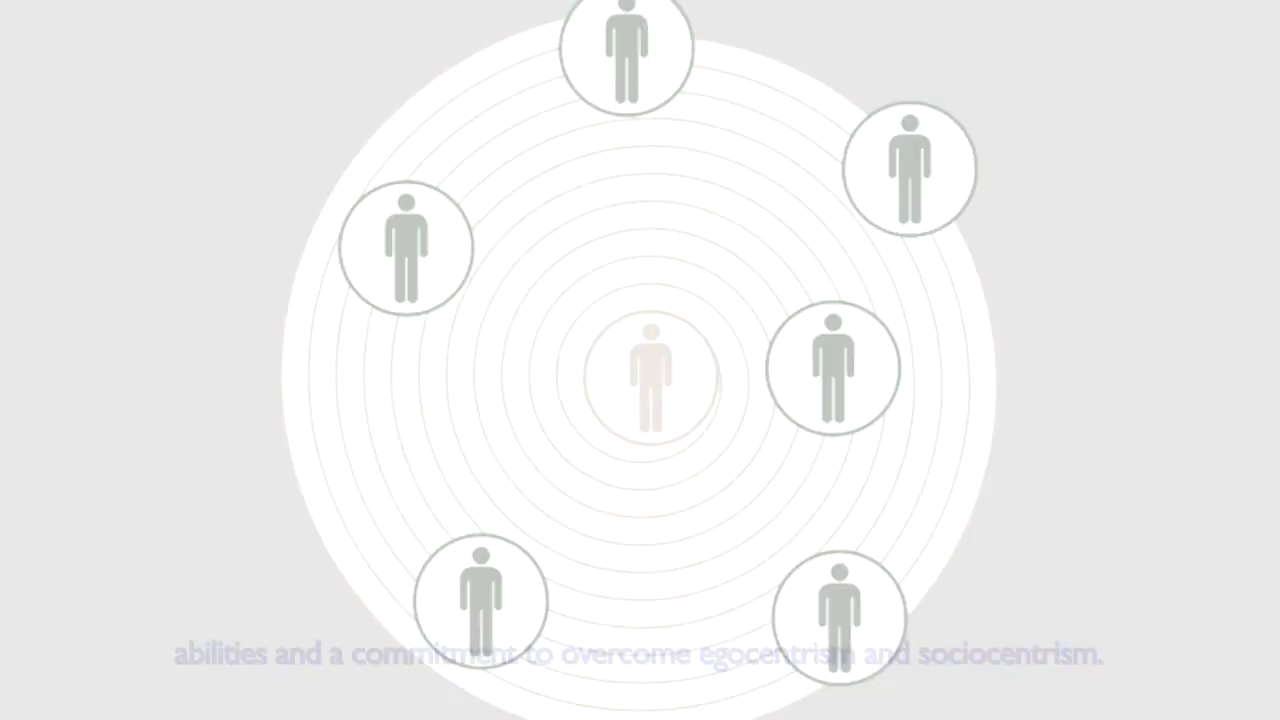 abilities and a commitment to overcome egocentrism and sociocentrism.